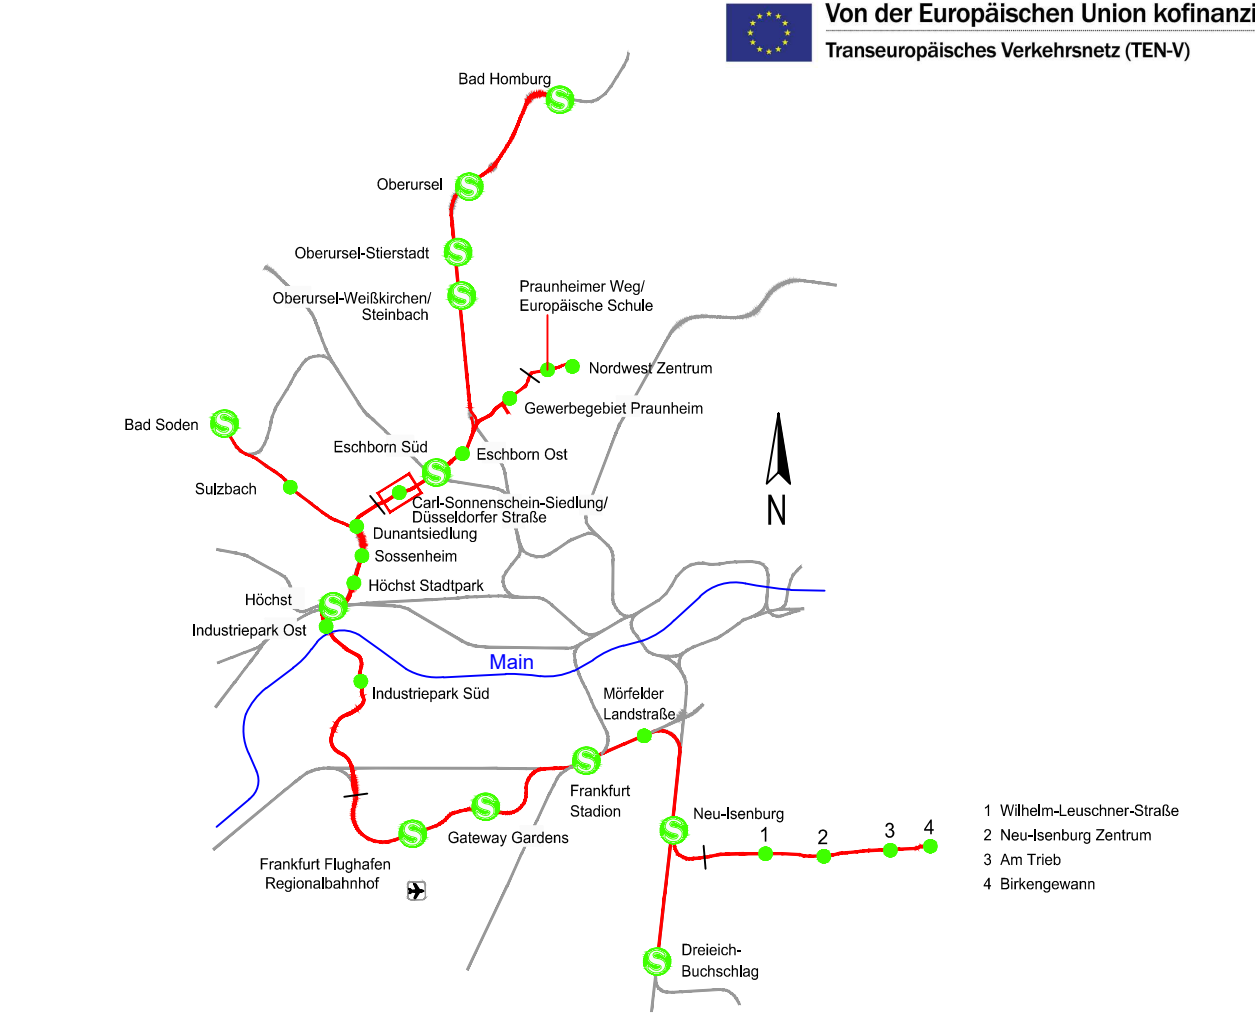 Von der Europäischen Union kofinanzi
Transeuropäisches Verkehrsnetz (TEN-V)
Bad Homburg
Oberursel
Oberursel-Stierstadt
Oberursel-Weißkirchen/
Steinbach
Praunheimer Weg/
Europäische Schule
Nordwest Zentrum
Gewerbegebiet Praunheim
Bad Soden
Eschborn Süd
Eschborn Ost
Sulzbach
Carl-Sonnenschein-Siedlung/
Düsseldorfer Straße
Dunantsiedlung
N
Sossenheim
Höchst Stadtpark
Höchst
Industriepark Ost
Main
Industriepark Süd
Mörfelder
Landstraße
Frankfurt
Stadion
Gateway Gardens
Frankfurt Flughafen
Regionalbahnhof
Neu-Isenburg
1
2
3
4
1 Wilhelm-Leuschner-Straße
2 Neu-Isenburg Zentrum
3 Am Trieb
4 Birkengewann
Dreieich-
Buchschlag